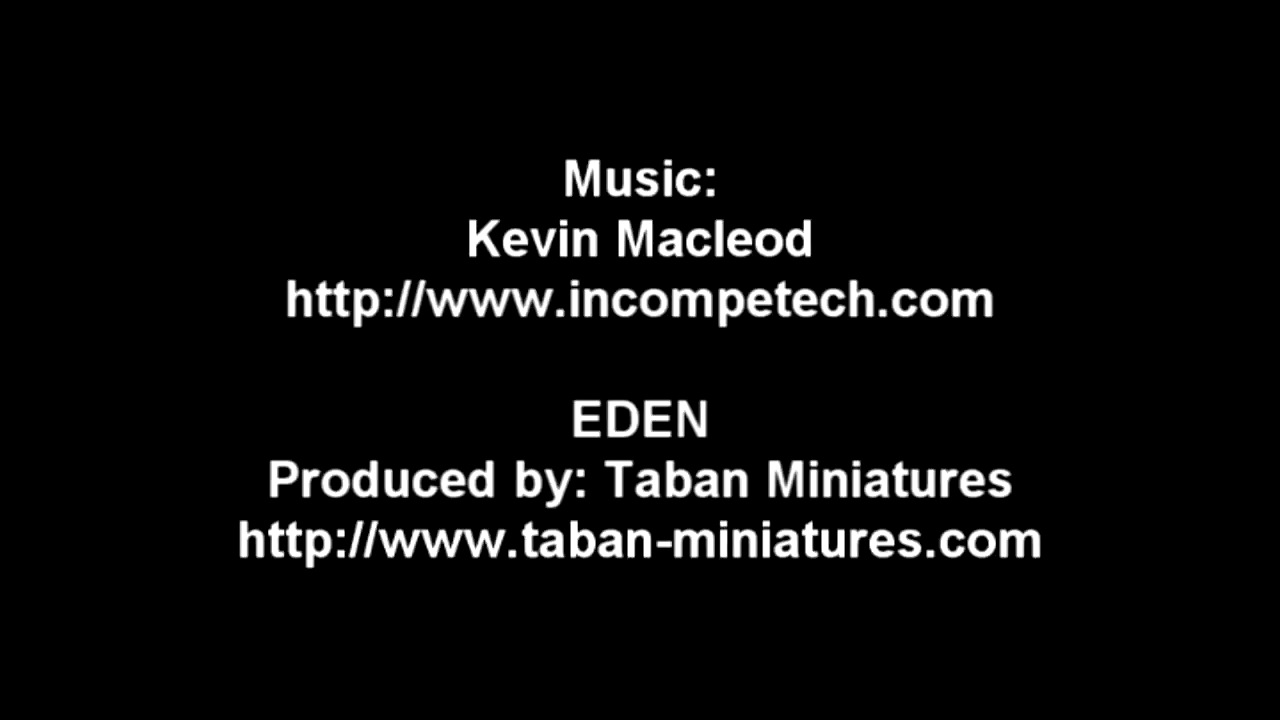 Music:
Kevin Macleod
http://www.incompetech.com
EDEN
Produced by: Taban Miniatures
http://www.taban-miniatures.com